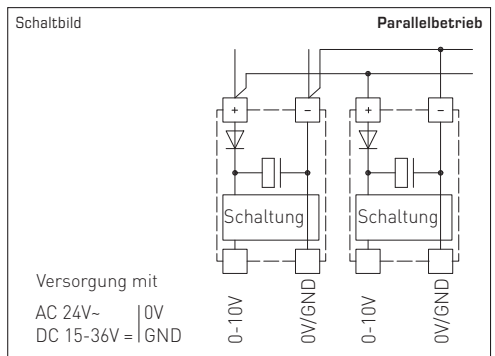 Schaltbild Parallelbetrieb
+ − + −
Schaltung Schaltung
Versorgung mit
AC 24V~ | 0V
DC 15-36V = | GND
0-10V
0V/GND
0-10V
0V/GND